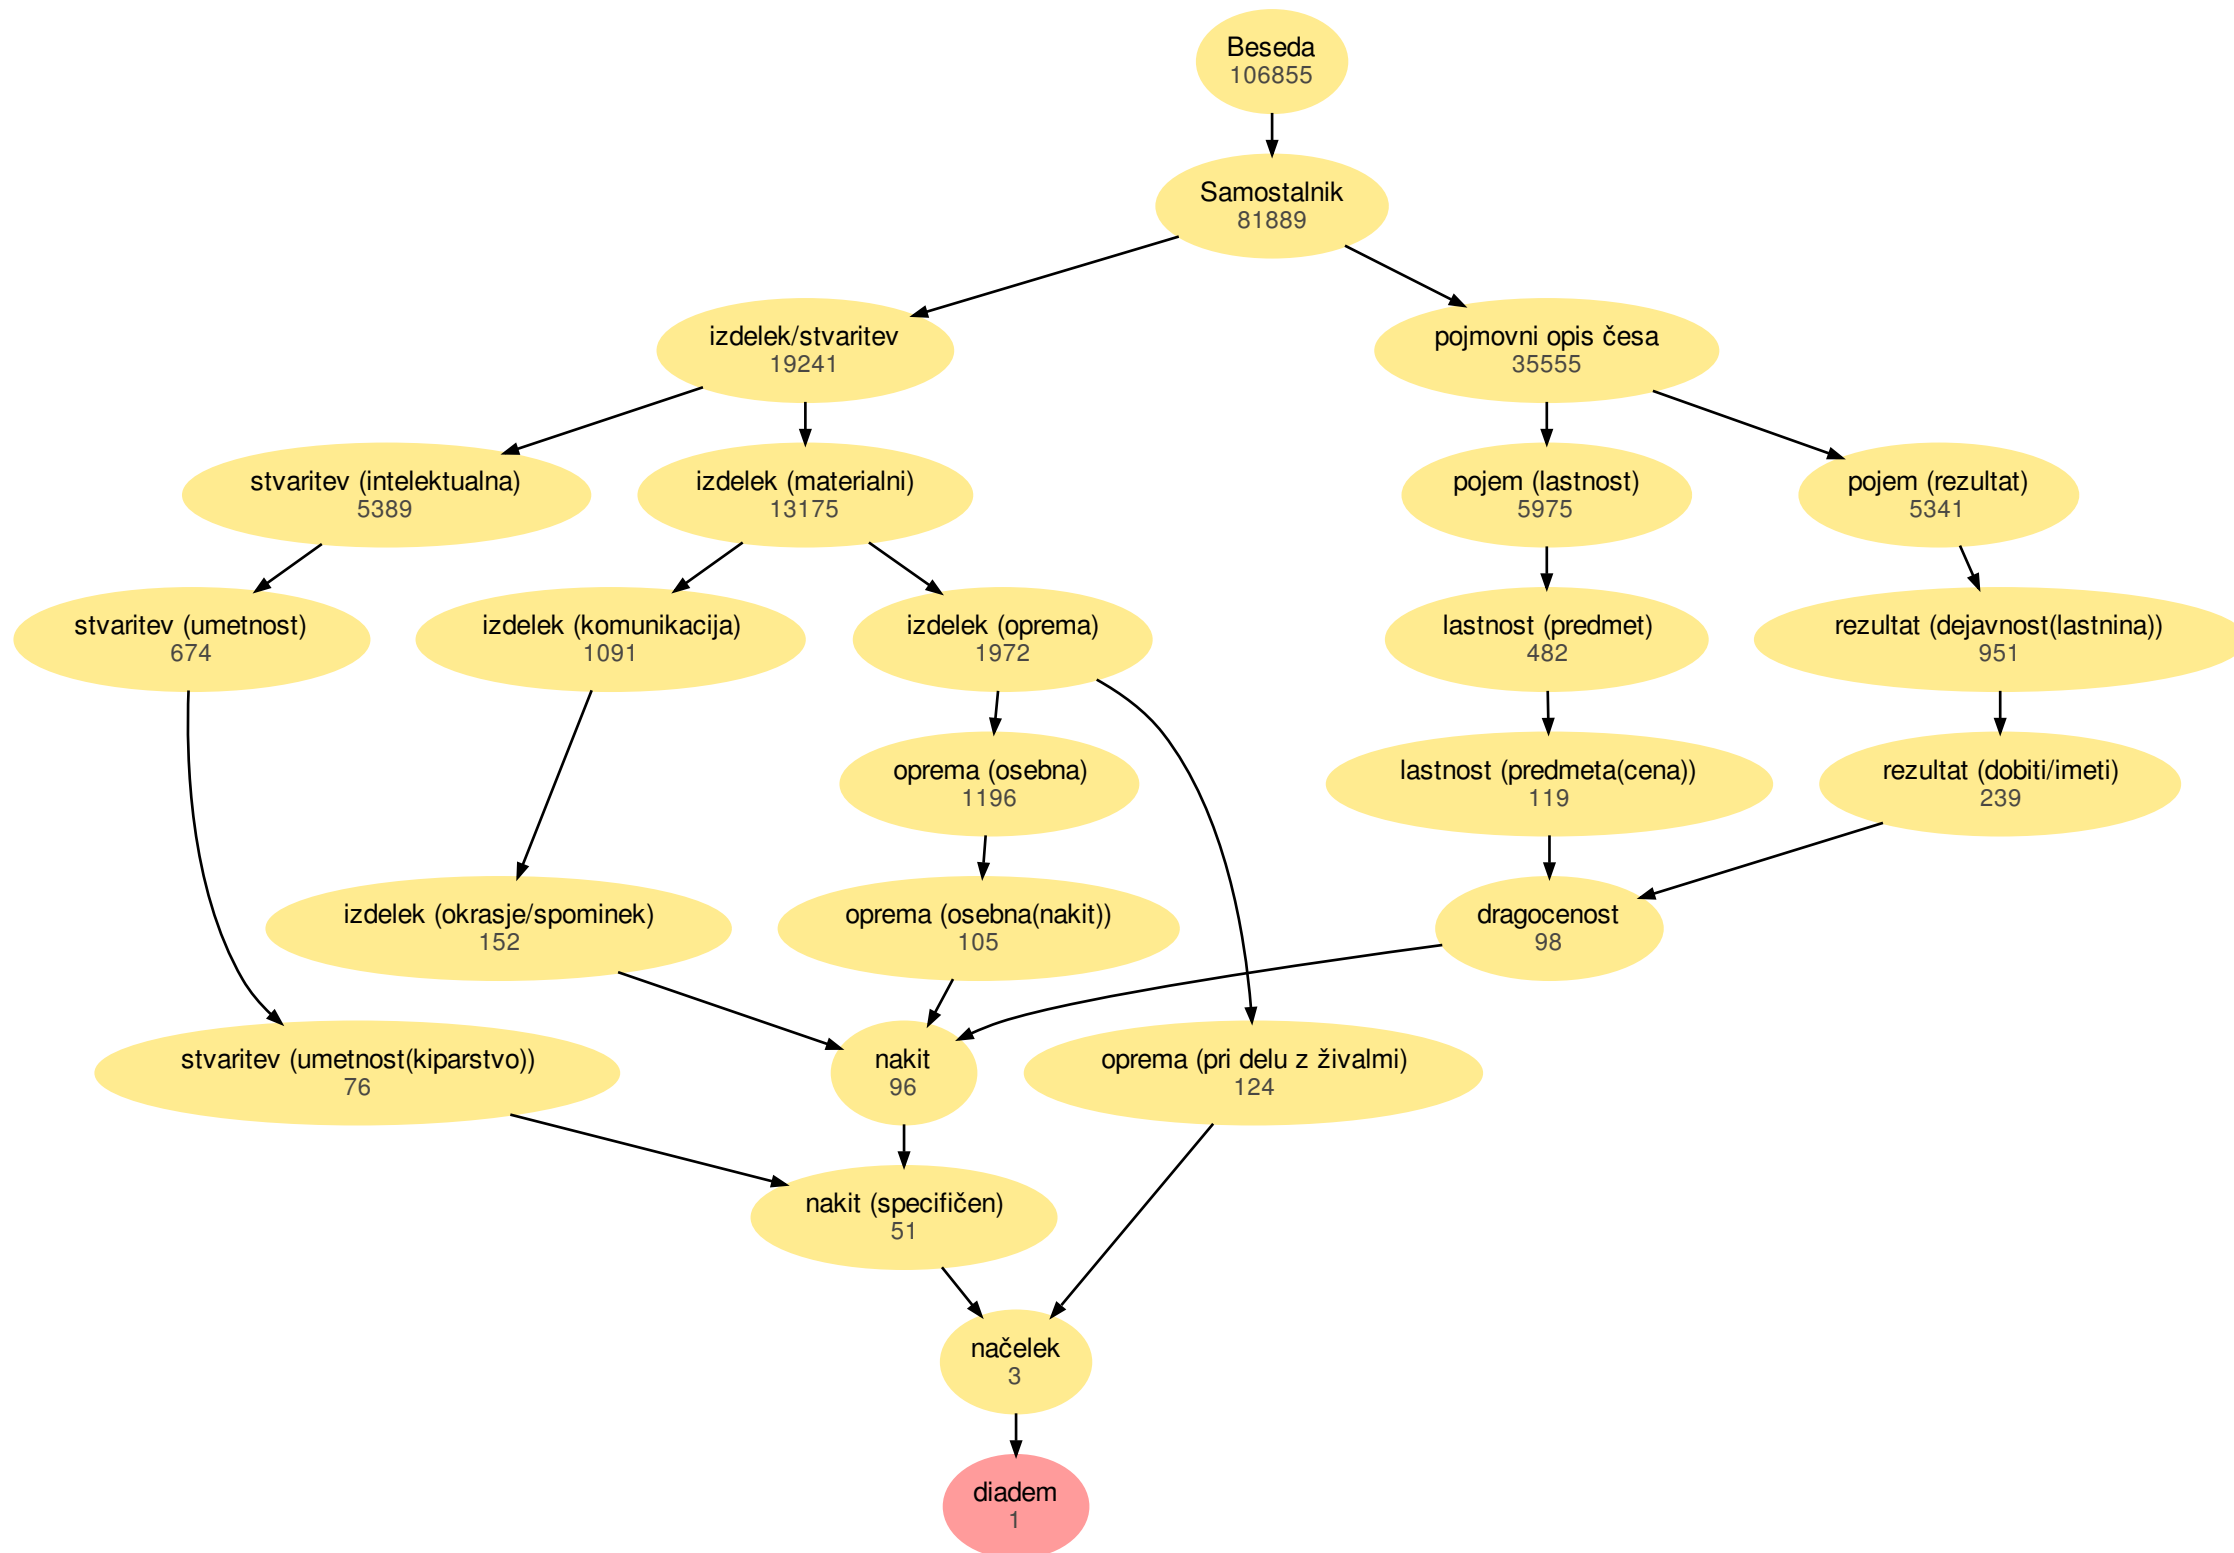 Beseda
106855
Samostalnik
81889
izdelek/stvaritev
19241
pojmovni opis česa
35555
stvaritev (intelektualna)
5389
izdelek (materialni)
13175
pojem (lastnost)
5975
pojem (rezultat)
5341
stvaritev (umetnost)
674
izdelek (komunikacija)
1091
izdelek (oprema)
1972
lastnost (predmet)
482
rezultat (dejavnost(lastnina))
951
oprema (osebna)
1196
lastnost (predmeta(cena))
119
rezultat (dobiti/imeti)
239
izdelek (okrasje/spominek)
152
oprema (osebna(nakit))
105
dragocenost
98
stvaritev (umetnost(kiparstvo))
76
nakit
96
oprema (pri delu z živalmi)
124
nakit (specifičen)
51
načelek
3
diadem
1